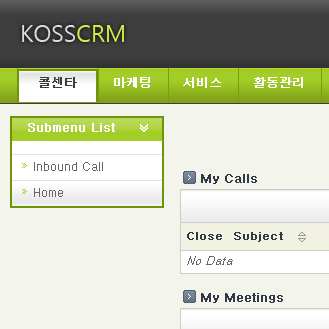 KOSSCRM
콜센타 마케팅 서비스 활동관리
Submenu List
Inbound Call
Home
My Calls
Close Subject
No Data
My Meetings